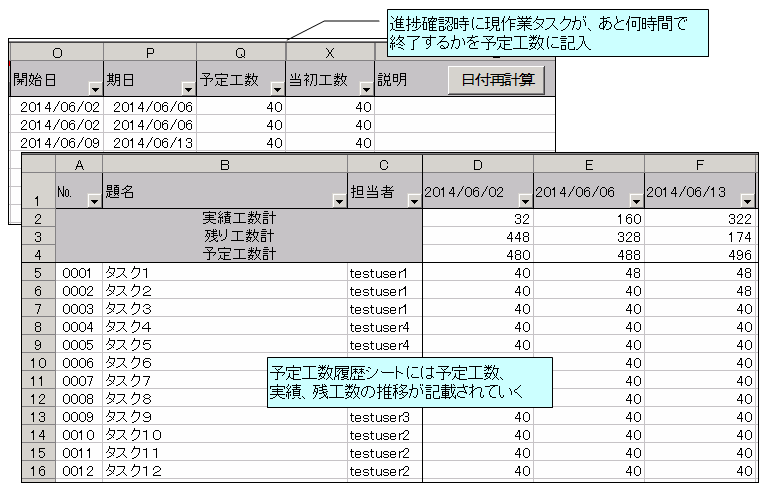 進捗確認時に現作業タスクが、あと何時間で
終了するかを予定工数に記入
O P Q X
開始日 期日 予定工数 当初工数 説明 日付再計算
2014/06/02 2014/06/06 40 40
2014/06/02 2014/06/06 40 40
2014/06/09 2014/06/13 40 40
A B C D E F
1 No. 題名 担当者 2014/06/02 2014/06/06 2014/06/13
2 実績工数計 32 160 322
3 残り工数計 448 328 174
4 予定工数計 480 488 496
5 0001 タスク1 testuser1 40 48 48
6 0002 タスク2 testuser1 40 40 48
7 0003 タスク3 testuser1 40 40 40
8 0004 タスク4 testuser4 40 40 40
9 0005 タスク5 testuser4 40 40 40
10 0006 タスク6 40 40
11 0007 タスク7 40 40
12 0008 タスク8 40 40
予定工数履歴シートには予定工数、
実績、残工数の推移が記載されていく
13 0009 タスク9 testuser3 40 40 40
14 0010 タスク10 testuser2 40 40 40
15 0011 タスク11 testuser2 40 40 40
16 0012 タスク12 testuser2 40 40 40